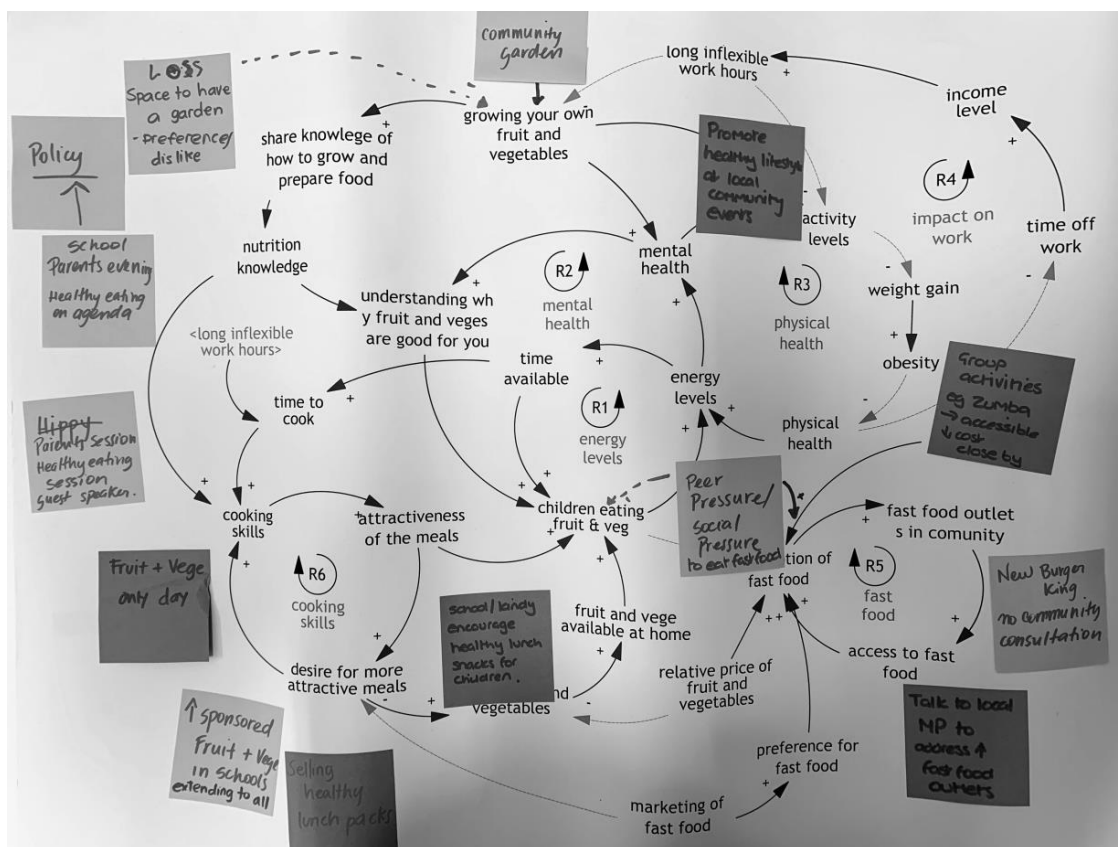 community
garden
LOSS
Space to have
a garden
- preference/
dislike
Policy
school
Parents evening
Healthy eating
on agenda
long inflexible
work hours
+
income
level
+
growing your own
fruit and
vegetables
-
+
share knowlege of
how to grow and
prepare food
Promote
healthy lifestyle
at local
community
events
-
-
activity
levels
R4
impact on
work
time off
work
-
nutrition
knowledge
+
mental
health
+
R2
mental
health
R3
physical
health
-
weight gain
+
understanding wh
y fruit and veges
are good for you
+
<long inflexible
work hours>
time
available
+
energy
levels
+
+
obesity
-
time to
cook
+
R1
energy
levels
physical
health
Group
activities
eg Zumba
→ accessible
↓ cost
close by
Hippy
Parents Session
Healthy eating
session
guest speaker.
+
+
cooking
skills
+
+
attractiveness
of the meals
+
+
+
children eating
fruit & veg
+
+
Peer
Pressure/
social
Pressure
to eat fastfood
+
tion of
fast food
+
fast food outlet
s in comunity
+
R5
fast
food
Fruit + Vege
only day
R6
cooking
skills
New Burger
King.
no community
consultation
school/kindy
encourage
healthy lunch
snacks for
children.
fruit and vege
available at home
+
access to fast
food
+
+
desire for more
attractive meals
-
+
nd
vegetables
-
relative price of
fruit and
vegetables
++
Talk to local
MP to
address ↑
fast food
outlets
↑ Sponsored
Fruit + Vege
in schools
extending to all
Selling
healthy
lunch packs
preference for
fast food
+
marketing of
fast food